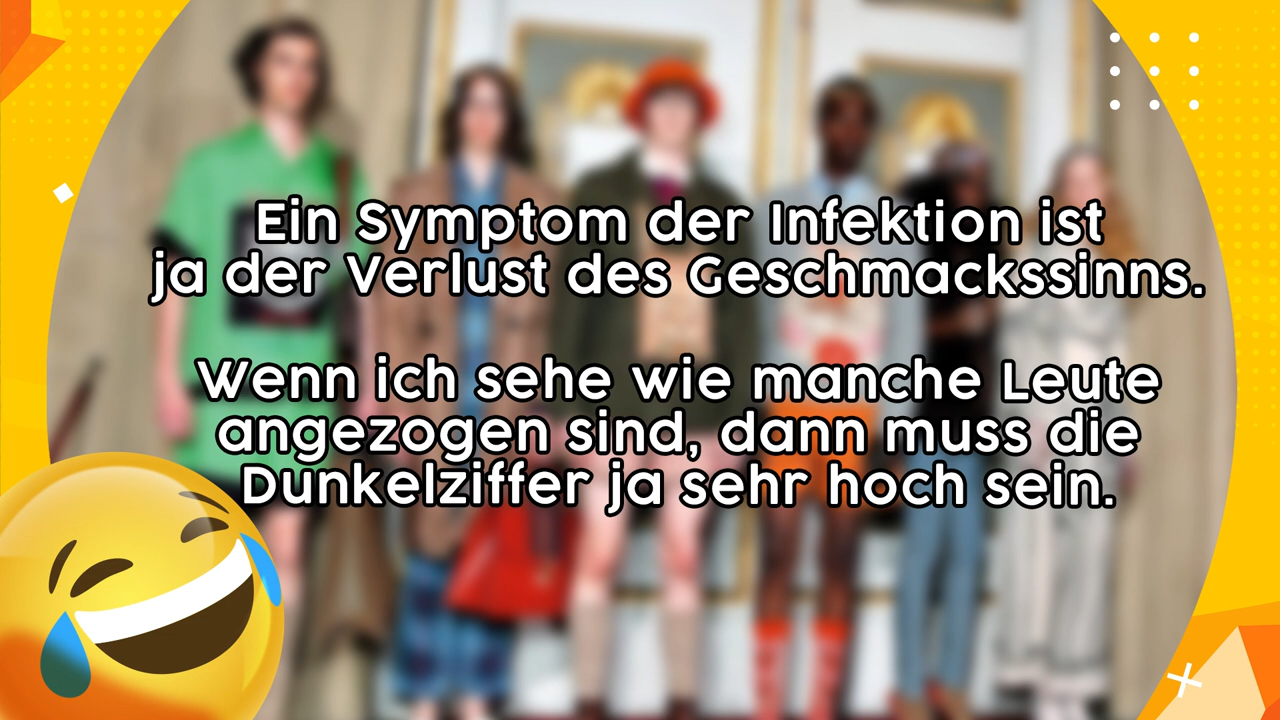 Ein Symptom der Infektion ist
ja der Verlust des Geschmackssinns.
Wenn ich sehe wie manche Leute
angezogen sind, dann muss die
Dunkelziffer ja sehr hoch sein.